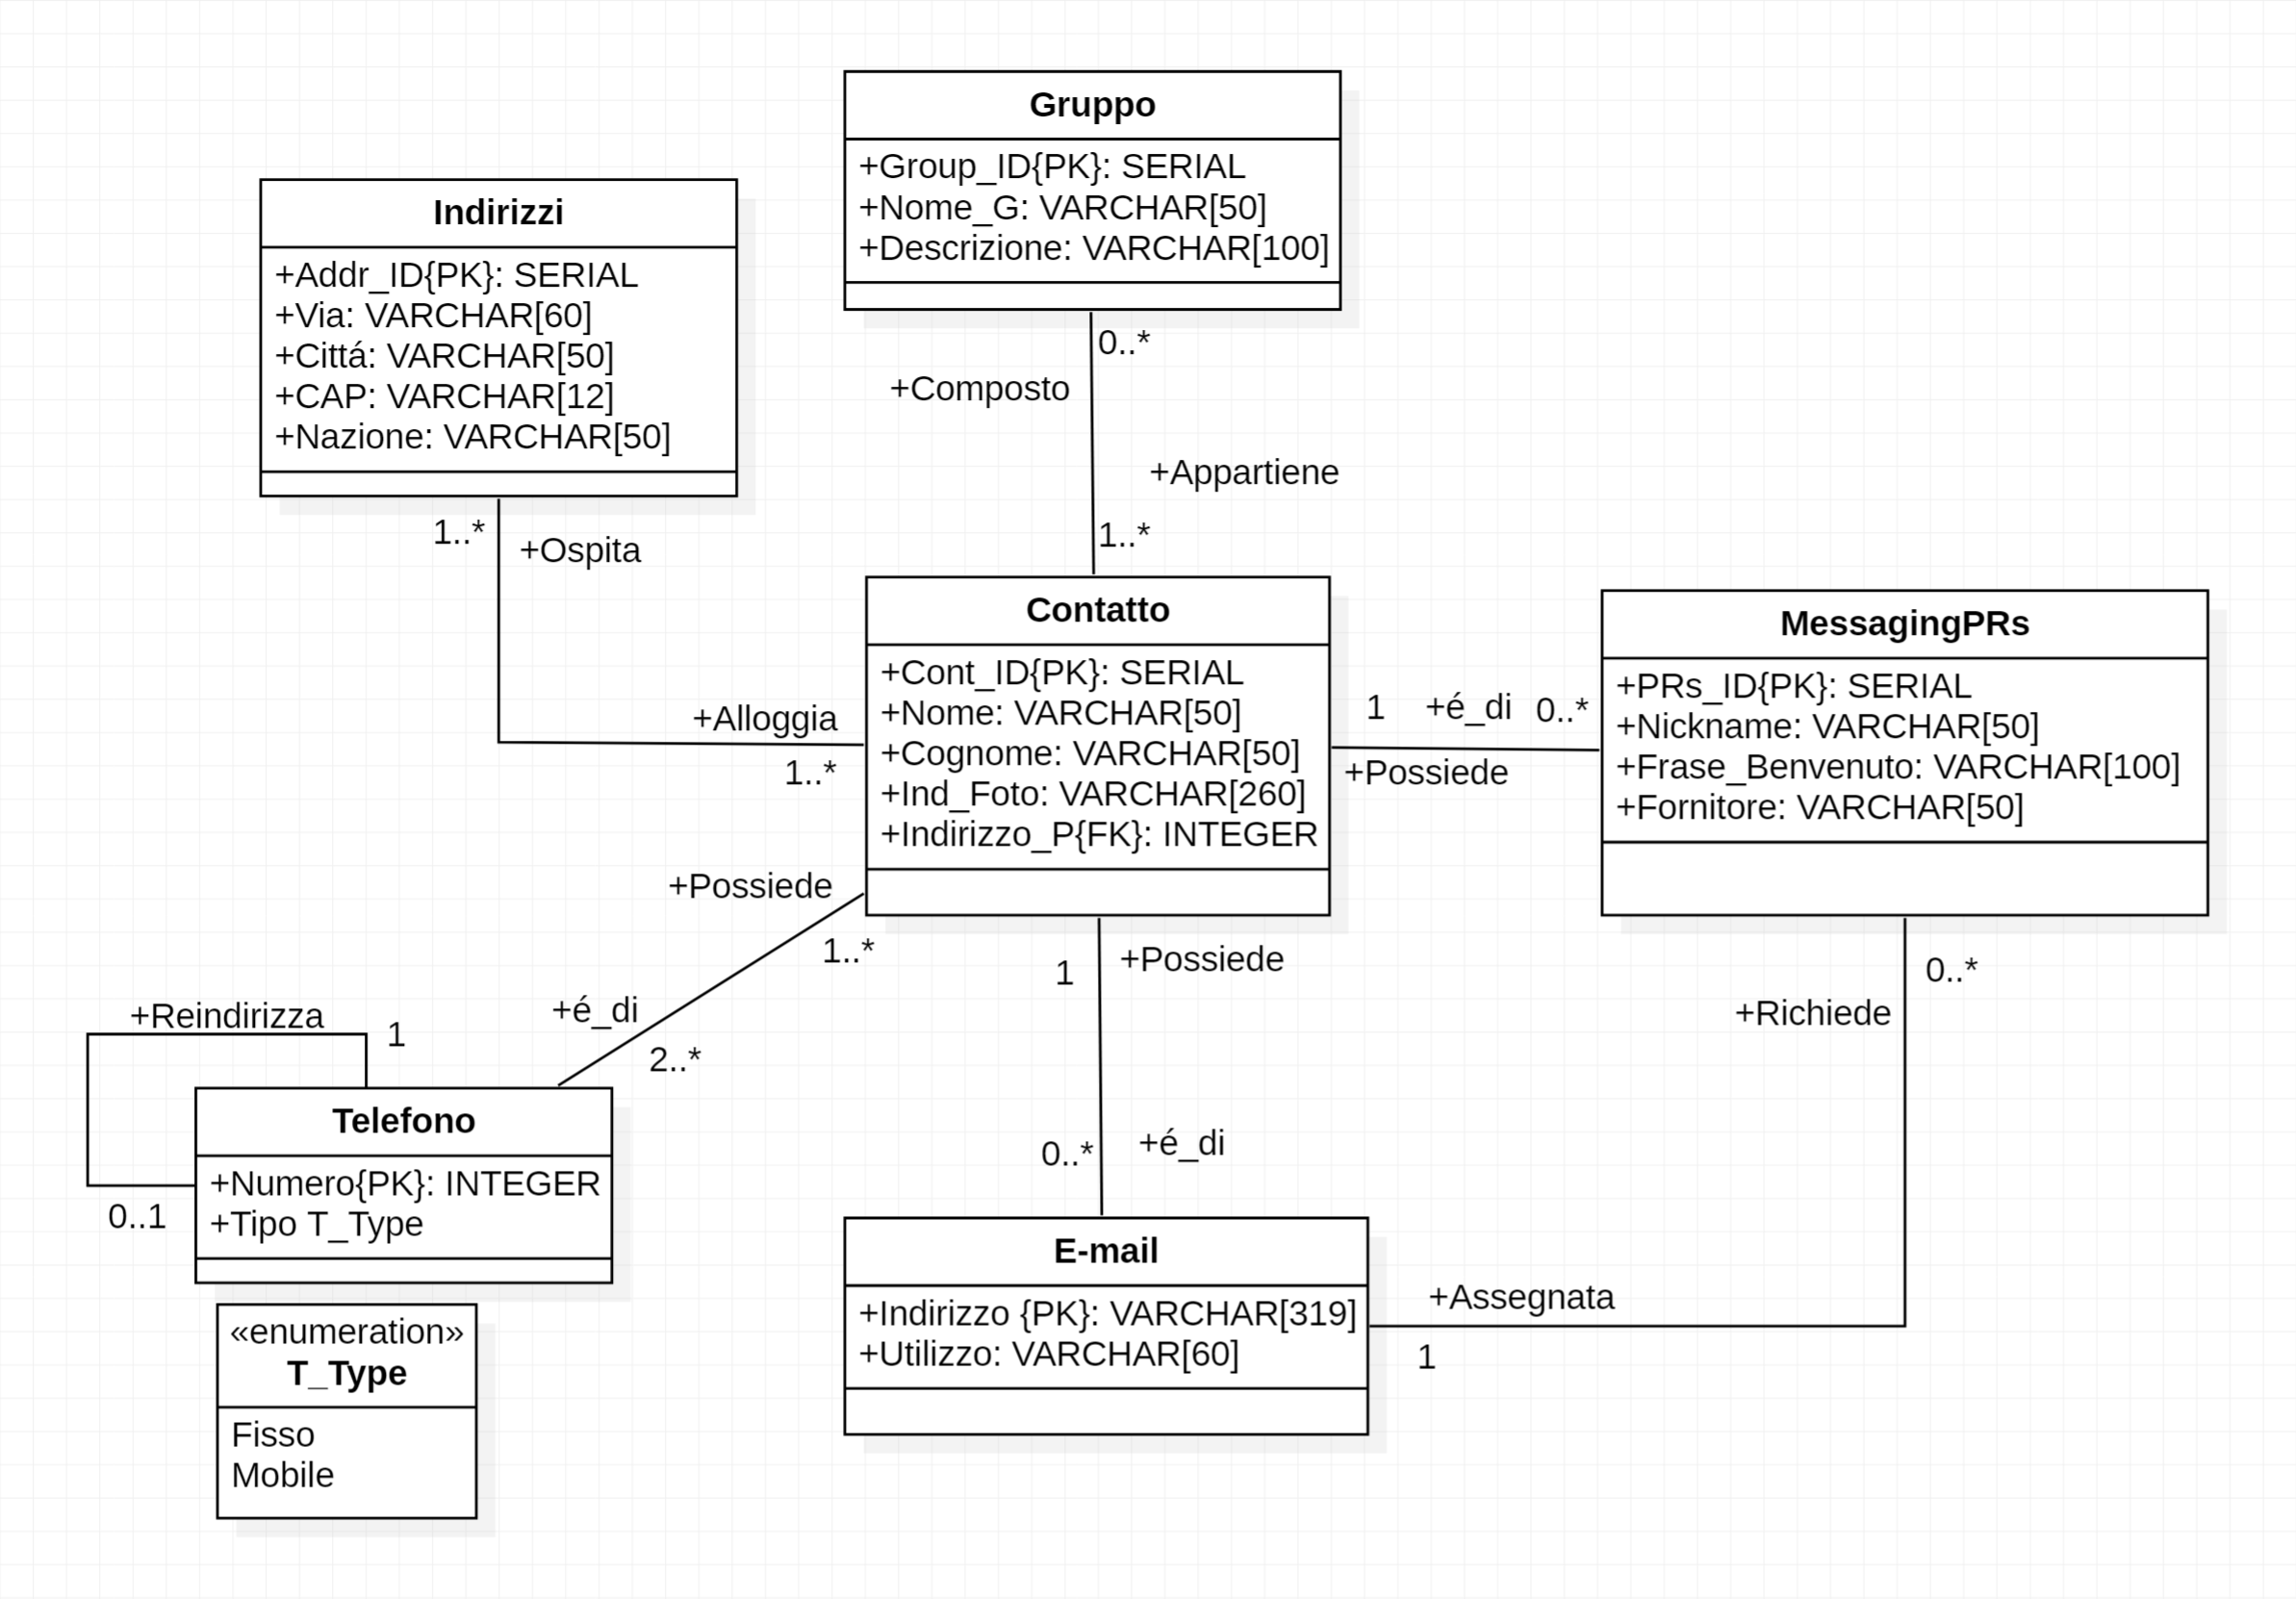 Gruppo
+Group_ID{PK}: SERIAL
+Nome_G: VARCHAR[50]
+Descrizione: VARCHAR[100]
0..*
+Composto
+Appartiene
1..*
Indirizzi
+Addr_ID{PK}: SERIAL
+Via: VARCHAR[60]
+Cittá: VARCHAR[50]
+CAP: VARCHAR[12]
+Nazione: VARCHAR[50]
1..*
+Ospita
+Alloggia
1..*
Contatto
+Cont_ID{PK}: SERIAL
+Nome: VARCHAR[50]
+Cognome: VARCHAR[50]
+Ind_Foto: VARCHAR[260]
+Indirizzo_P{FK}: INTEGER
1
+é_di
0..*
+Possiede
MessagingPRs
+PRs_ID{PK}: SERIAL
+Nickname: VARCHAR[50]
+Frase_Benvenuto: VARCHAR[100]
+Fornitore: VARCHAR[50]
+Possiede
1..*
+é_di
2..*
1
+Possiede
0..*
+é_di
0..*
+Richiede
+Assegnata
1
+Reindirizza
1
0..1
Telefono
+Numero{PK}: INTEGER
+Tipo T_Type
E-mail
+Indirizzo {PK}: VARCHAR[319]
+Utilizzo: VARCHAR[60]
«enumeration»
T_Type
Fisso
Mobile